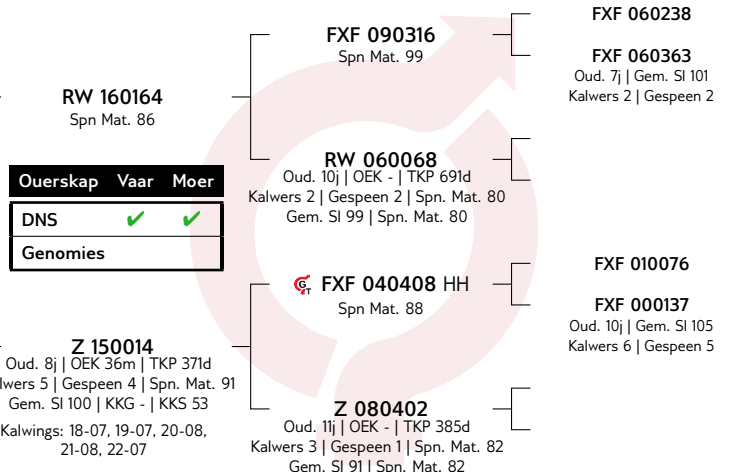 FXF 060238
FXF 090316
Spn Mat. 99
FXF 060363
Oud. 7j | Gem. SI 101
Kalwers 2 | Gespeen 2
RW 160164
Spn Mat. 86
RW 060068
Oud. 10j | OEK - | TKP 691d
Kalwers 2 | Gespeen 2 | Spn. Mat. 80
Gem. SI 99 | Spn. Mat. 80
Ouerskap Vaar Moer
DNS ✔ ✔
Genomies
FXF 010076
FXF 040408 HH
Spn Mat. 88
FXF 000137
Oud. 10j | Gem. SI 105
Kalwers 6 | Gespeen 5
Z 150014
Oud. 8j | OEK 36m | TKP 371d
lwers 5 | Gespeen 4 | Spn. Mat. 91
Gem. SI 100 | KKG - | KKS 53
Kalwings: 18-07, 19-07, 20-08,
21-08, 22-07
Z 080402
Oud. 11j | OEK - | TKP 385d
Kalwers 3 | Gespeen 1 | Spn. Mat. 82
Gem. SI 91 | Spn. Mat. 82